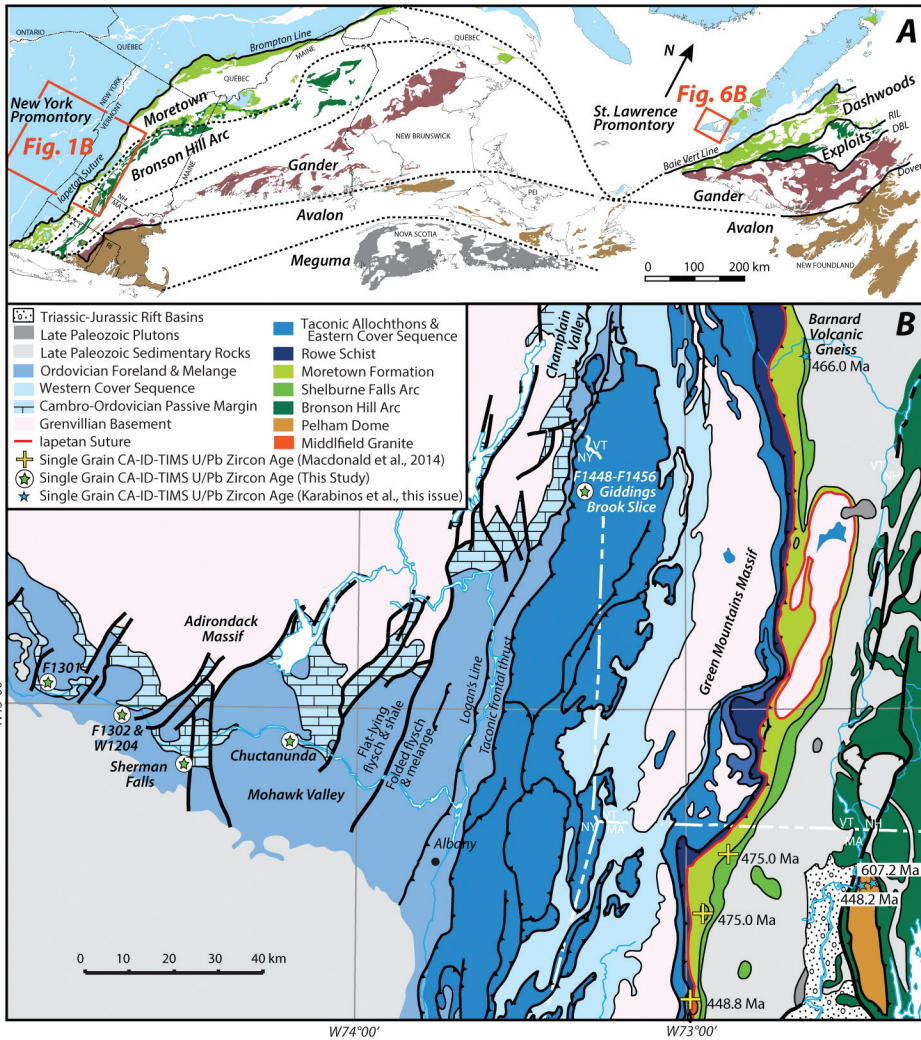 A
ONTARIO
QUÉBEC
Brompton Line
MAINE
QUÉBEC
QUÉBEC
NEW YORK
VERMONT
New York
Promontory
Fig. 1B
Iapetan Suture
Moretown
Bronson Hill Arc
NH
MA
CT
RI
MAINE
NEW BRUNSWICK
Gander
Avalon
PEI
NOVA SCOTIA
Meguma
N
St. Lawrence
Promontory
Fig. 6B
Baie Vert Line
Dashwoods
RIL
DBL
Exploits
Dover
Gander
Avalon
NEW FOUNDLAND
0 100 200 km
B
Triassic-Jurassic Rift Basins
Late Paleozoic Plutons
Late Paleozoic Sedimentary Rocks
Ordovician Foreland & Melange
Western Cover Sequence
Cambro-Ordovician Passive Margin
Grenvillian Basement
Iapetan Suture
Taconic Allochthons &
Eastern Cover Sequence
Rowe Schist
Moretown Formation
Shelburne Falls Arc
Bronson Hill Arc
Pelham Dome
Middlfield Granite
Single Grain CA-ID-TIMS U/Pb Zircon Age (Macdonald et al., 2014)
Single Grain CA-ID-TIMS U/Pb Zircon Age (This Study)
Single Grain CA-ID-TIMS U/Pb Zircon Age (Karabinos et al., this issue)
Champlain
Valley
Barnard
Volcanic
Gneiss
466.0 Ma
VT
NY
F1448-F1456
Giddings
Brook Slice
VT
NH
Green Mountains Massif
Adirondack
Massif
F1301
F1302 &
W1204
Sherman
Falls
Chuctanunda
Mohawk Valley
Flat-lying
flysch & shale
Folded flysch
& melange
Logan's Line
Taconic frontal thrust
Albany
NY
VT
MA
VT
NH
MA
475.0 Ma
475.0 Ma
448.8 Ma
607.2 Ma
448.2 Ma
0 10 20 30 40 km
W74°00'
W73°00'